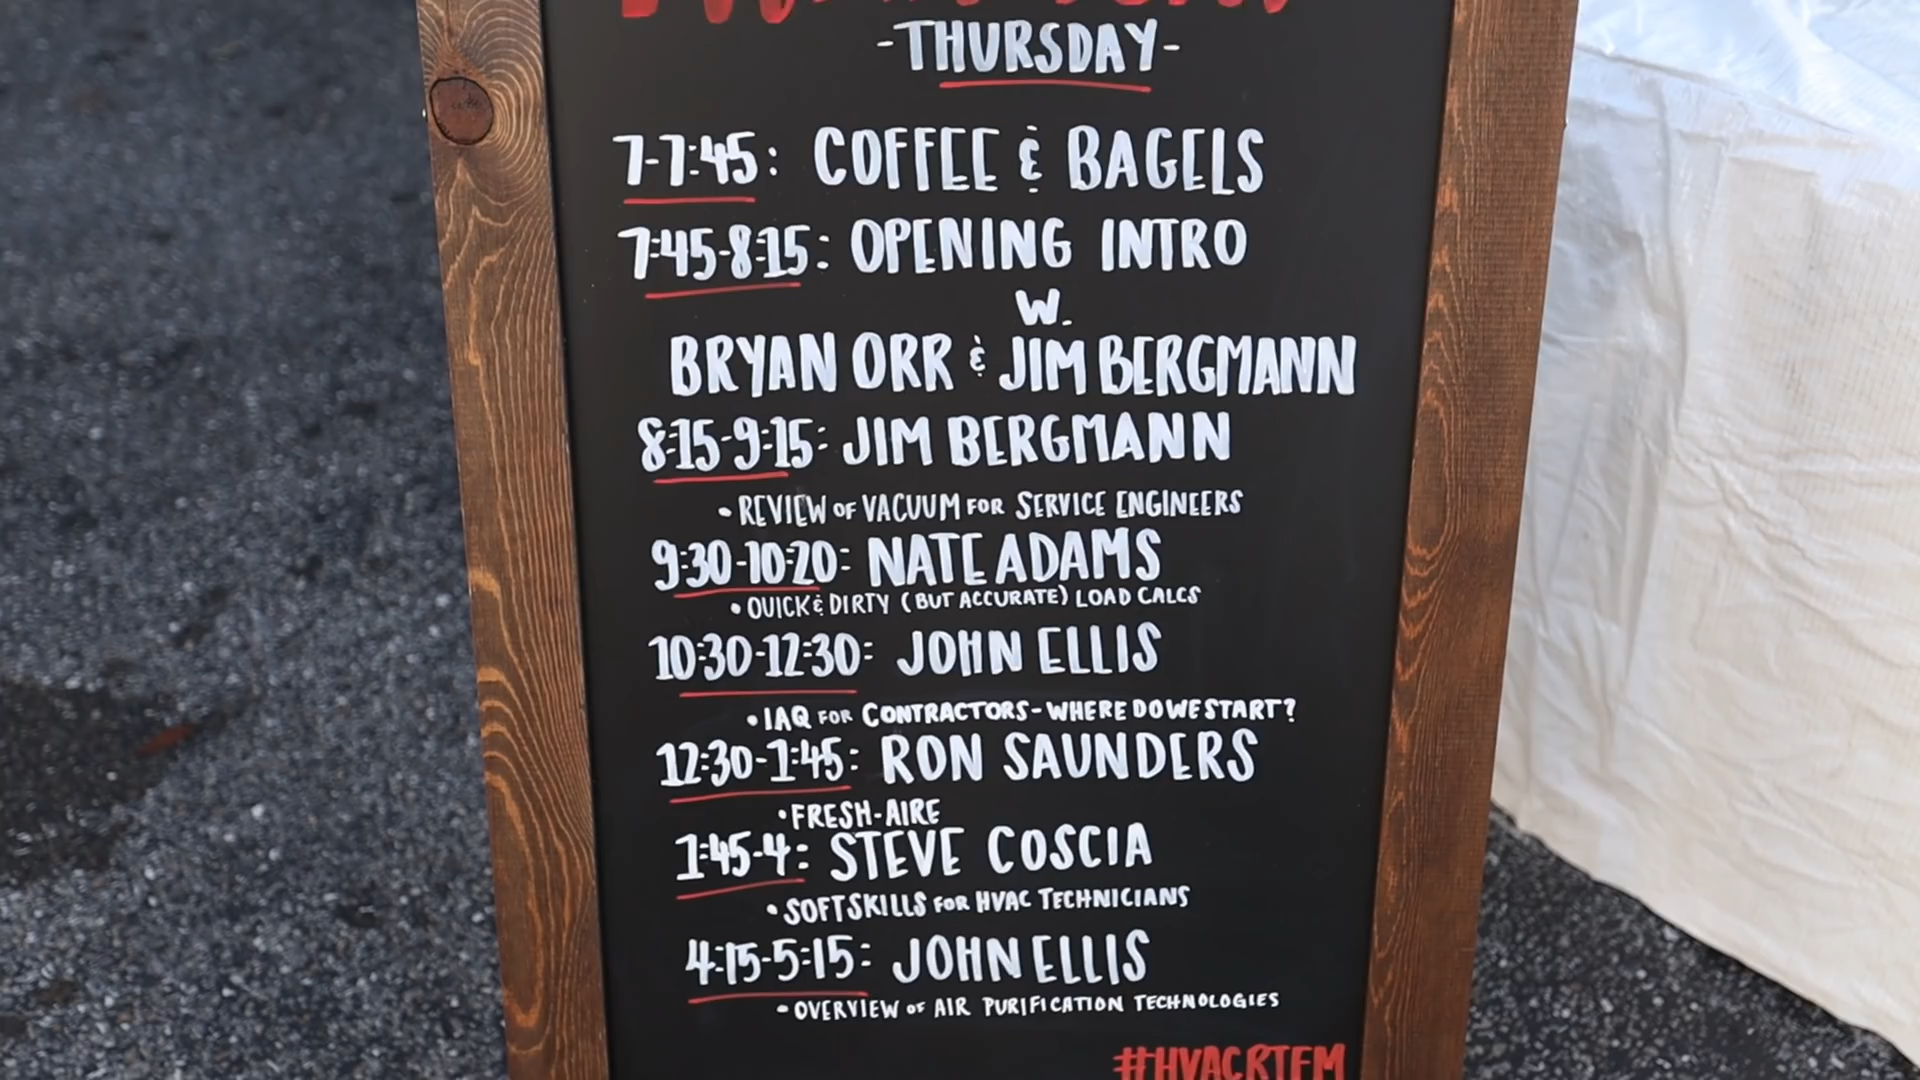 -THURSDAY-
7-7:45: COFFEE & BAGELS
7:45-8:15: OPENING INTRO
W.
BRYAN ORR & JIM BERGMANN
8:15-9:15: JIM BERGMANN
• REVIEW OF VACUUM FOR SERVICE ENGINEERS
9:30-10:20: NATE ADAMS
• QUICK & DIRTY (BUT ACCURATE) LOAD CALCS
10:30-12:30: JOHN ELLIS
• IAQ FOR CONTRACTORS - WHERE DO WE START?
12:30-1:45: RON SAUNDERS
• FRESH-AIRE
1:45-4: STEVE COSCIA
• SOFT SKILLS FOR HVAC TECHNICIANS
4:15-5:15: JOHN ELLIS
- OVERVIEW OF AIR PURIFICATION TECHNOLOGIES
#HVACRTFM